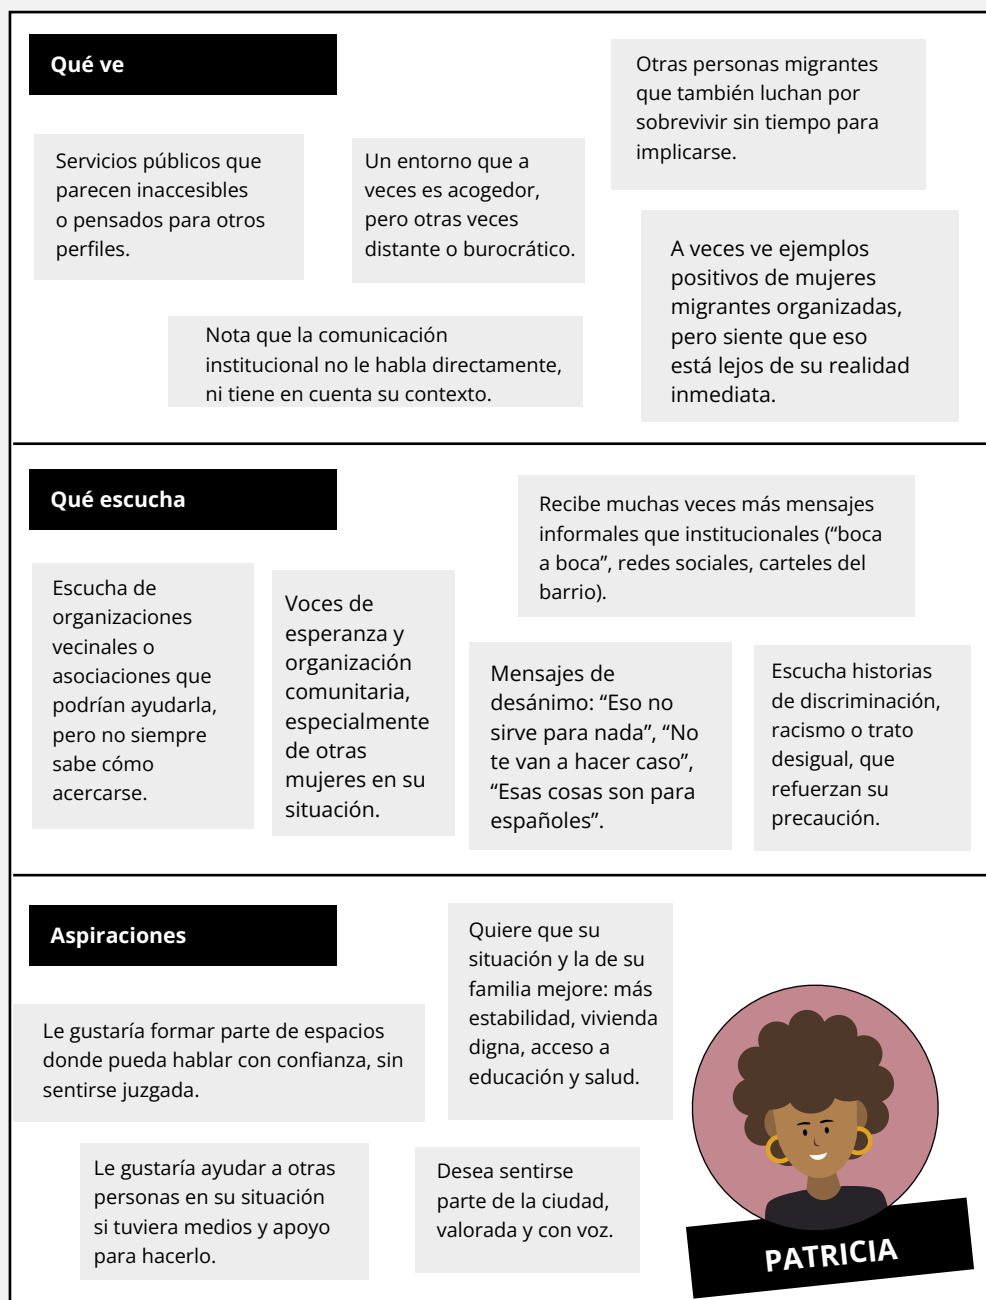 Qué ve
Servicios públicos que
parecen inaccesibles
o pensados para otros
perfiles.
Un entorno que a
veces es acogedor,
pero otras veces
distante o burocrático.
Otras personas migrantes
que también luchan por
sobrevivir sin tiempo para
implicarse.
A veces ve ejemplos
positivos de mujeres
migrantes organizadas,
pero siente que eso
está lejos de su realidad
inmediata.
Nota que la comunicación
institucional no le habla directamente,
ni tiene en cuenta su contexto.
Qué escucha
Recibe muchas veces más mensajes
informales que institucionales (“boca
a boca”, redes sociales, carteles del
barrio).
Escucha de
organizaciones
vecinales o
asociaciones que
podrían ayudarla,
pero no siempre
sabe cómo
acercarse.
Voces de
esperanza y
organización
comunitaria,
especialmente
de otras
mujeres en su
situación.
Mensajes de
desánimo: “Eso no
sirve para nada”, “No
te van a hacer caso”,
“Esas cosas son para
españoles”.
Escucha historias
de discriminación,
racismo o trato
desigual, que
refuerzan su
precaución.
Aspiraciones
Quiere que su
situación y la de su
familia mejore: más
estabilidad, vivienda
digna, acceso a
educación y salud.
Le gustaría formar parte de espacios
donde pueda hablar con confianza, sin
sentirse juzgada.
Le gustaría ayudar a otras
personas en su situación
si tuviera medios y apoyo
para hacerlo.
Desea sentirse
parte de la ciudad,
valorada y con voz.
PATRICIA